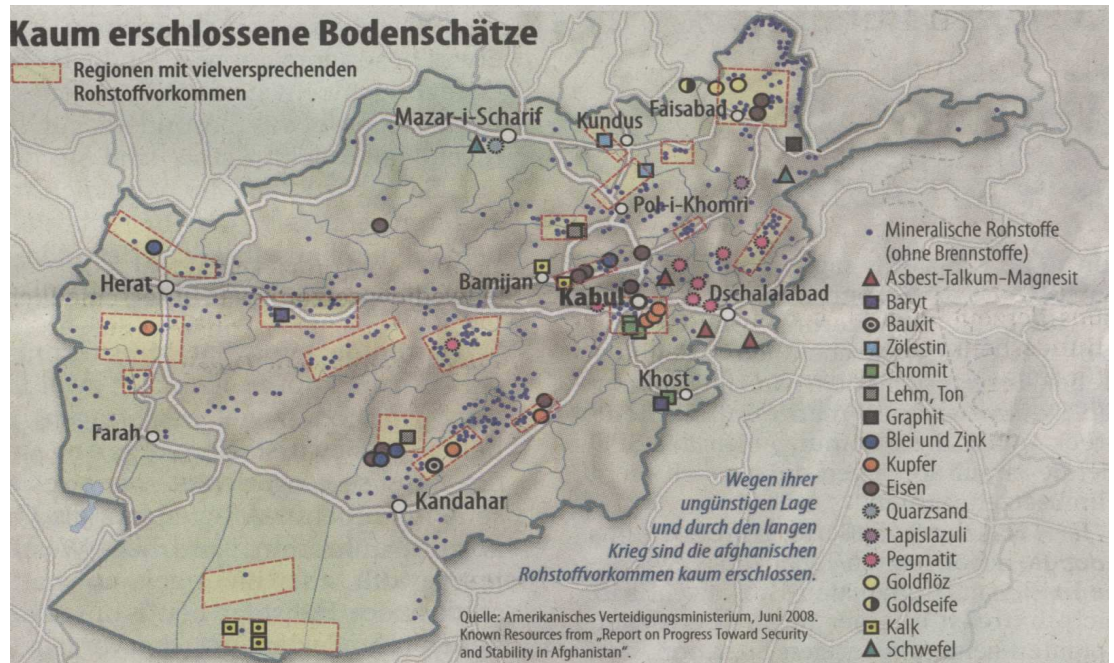 Kaum erschlossene Bodenschätze
Regionen mit vielversprechenden
Rohstoffvorkommen
Mazar-i-Scharif
Kundus
Faisabad
Pol-i-Khomri
Herat
Bamijan
Kabul
Dschalalabad
Khost
Farah
Kandahar
Mineralische Rohstoffe
(ohne Brennstoffe)
Asbest-Talkum-Magnesit
Baryt
Bauxit
Zölestin
Chromit
Lehm, Ton
Graphit
Blei und Zink
Kupfer
Eisen
Quarzsand
Lapislazuli
Pegmatit
Goldflöz
Goldseife
Kalk
Schwefel
Wegen ihrer
ungünstigen Lage
und durch den langen
Krieg sind die afghanischen
Rohstoffvorkommen kaum erschlossen.
Quelle: Amerikanisches Verteidigungsministerium, Juni 2008.
Known Resources from „Report on Progress Toward Security
and Stability in Afghanistan“.